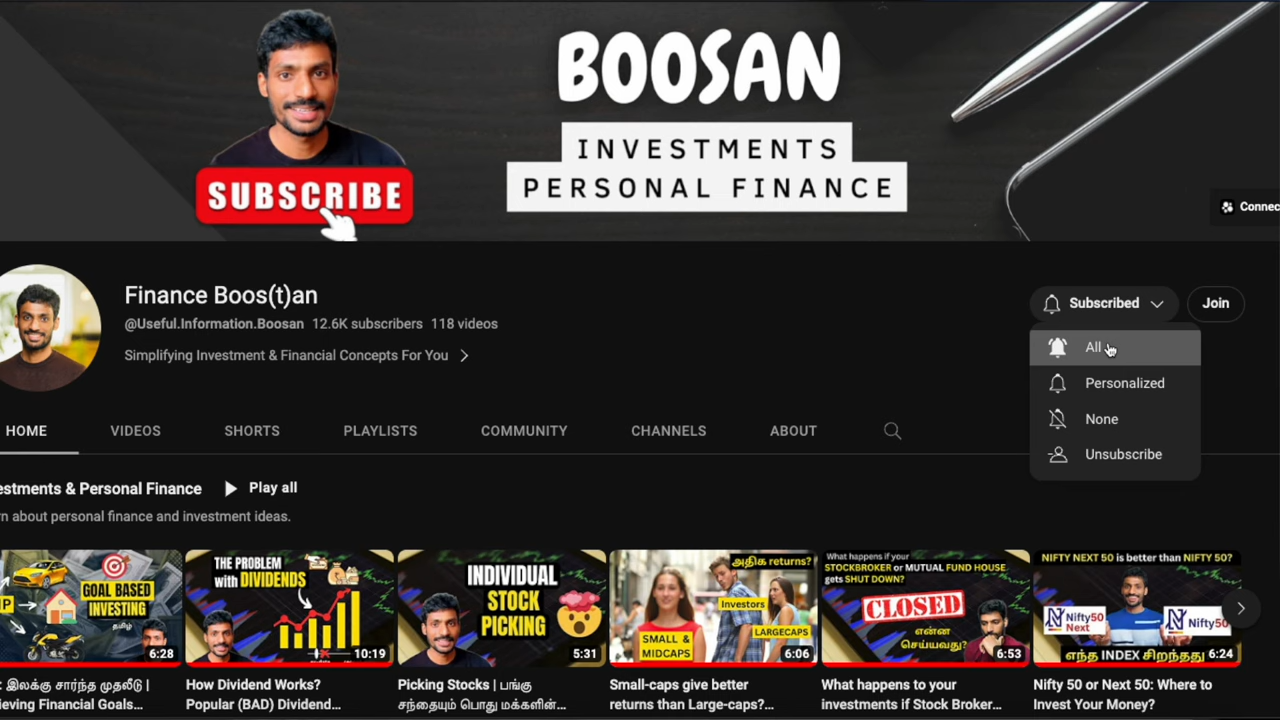 BOOSAN
INVESTMENTS
PERSONAL FINANCE
SUBSCRIBE
Connec
Finance Boos(t)an
@Useful.Information.Boosan 12.6K subscribers 118 videos
Simplifying Investment & Financial Concepts For You
Subscribed
Join
All
Personalized
None
Unsubscribe
HOME VIDEOS SHORTS PLAYLISTS COMMUNITY CHANNELS ABOUT
estments & Personal Finance Play all
n about personal finance and investment ideas.
GOAL BASED
INVESTING
தமிழ்
IP
6:28
THE PROBLEM
with DIVIDENDS
10:19
INDIVIDUAL
STOCK
PICKING
5:31
அதிக returns?
Investors
LARGECAPS
SMALL &
MIDCAPS
6:06
What happens if your
STOCKBROKER or MUTUAL FUND HOUSE
gets SHUT DOWN?
CLOSED
என்ன
செய்யவது?
6:53
NIFTY NEXT 50 is better than NIFTY 50?
Nifty50
Next
Nifty50
எந்த INDEX சிறந்தது
6:24
: இலக்கு சார்ந்த முதலீடு |
ieving Financial Goals...
How Dividend Works?
Popular (BAD) Dividend...
Picking Stocks | பங்கு
சந்தையும் பொது மக்களின்...
Small-caps give better
returns than Large-caps?...
What happens to your
investments if Stock Broker...
Nifty 50 or Next 50: Where to
Invest Your Money?